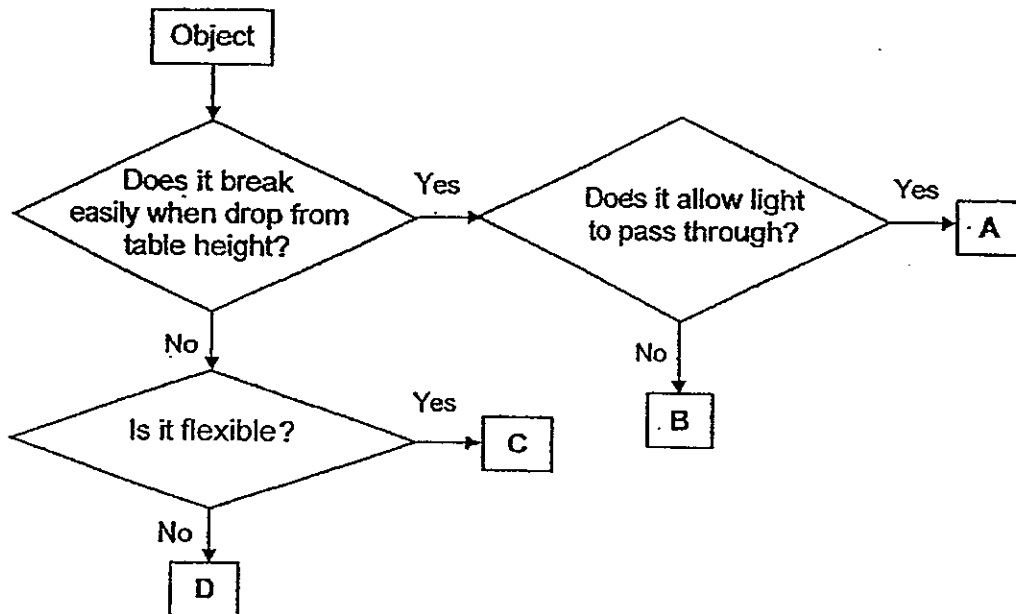 Object
Does it break
easily when drop from
table height?
Yes
Does it allow light
to pass through?
Yes
A
No
B
No
Is it flexible?
Yes
C
No
D